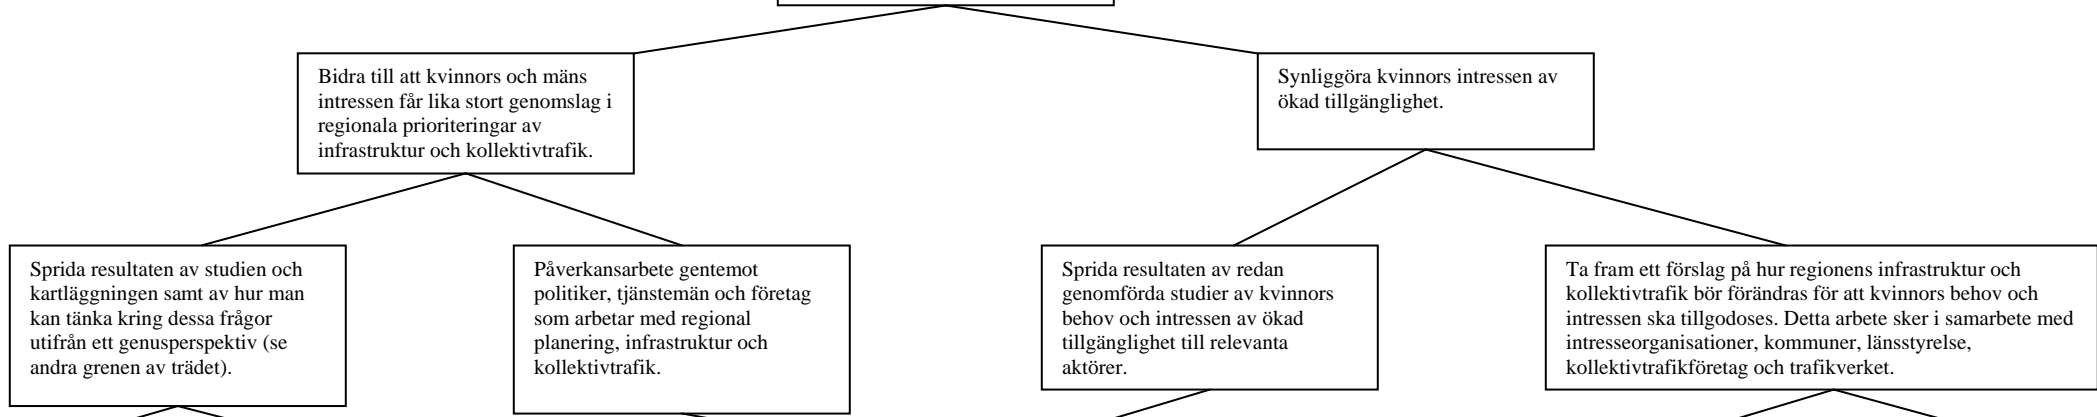 Bidra till att kvinnors och mäns
intressen får lika stort genomslag i
regionala prioriteringar av
infrastruktur och kollektivtrafik.
Synliggöra kvinnors intressen av
ökad tillgänglighet.
Sprida resultaten av studien och
kartläggningen samt av hur man
kan tänka kring dessa frågor
utifrån ett genusperspektiv (se
andra grenen av trädet).
Påverkansarbete gentemot
politiker, tjänstemän och företag
som arbetar med regional
planering, infrastruktur och
kollektivtrafik.
Sprida resultaten av redan
genomförda studier av kvinnors
behov och intressen av ökad
tillgänglighet till relevanta
aktörer.
Ta fram ett förslag på hur regionens infrastruktur och
kollektivtrafik bör förändras för att kvinnors behov och
intressen ska tillgodoses. Detta arbete sker i samarbete med
intresseorganisationer, kommuner, länsstyrelse,
kollektivtrafikföretag och trafikverket.